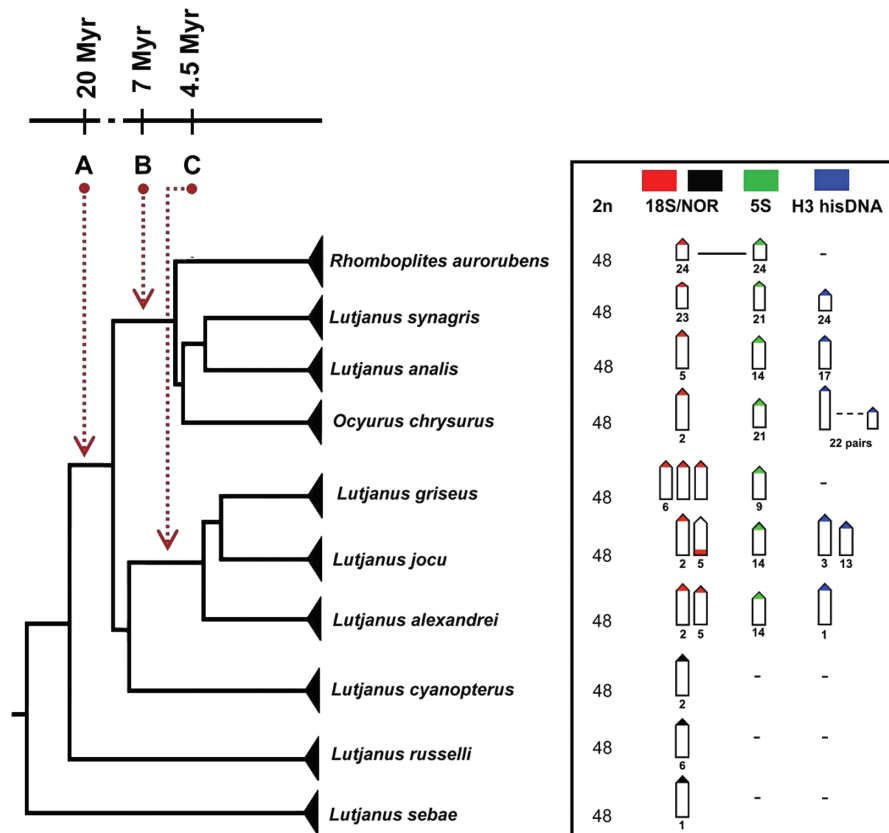 20 Myr 7 Myr 4.5 Myr
A B C
2n 18S/NOR 5S H3 hisDNA
Rhomboplites aurorubens 48 24 24 -
Lutjanus synagris 48 23 21 24
Lutjanus analis 48 5 14 17
Ocyurus chrysurus 48 2 21 22 pairs
Lutjanus griseus 48 6 9 -
Lutjanus jocu 48 2 5 14 3 13
Lutjanus alexandrei 48 2 5 14 1
Lutjanus cyanopterus 48 2 - -
Lutjanus russelli 48 6 - -
Lutjanus sebae 48 1 - -